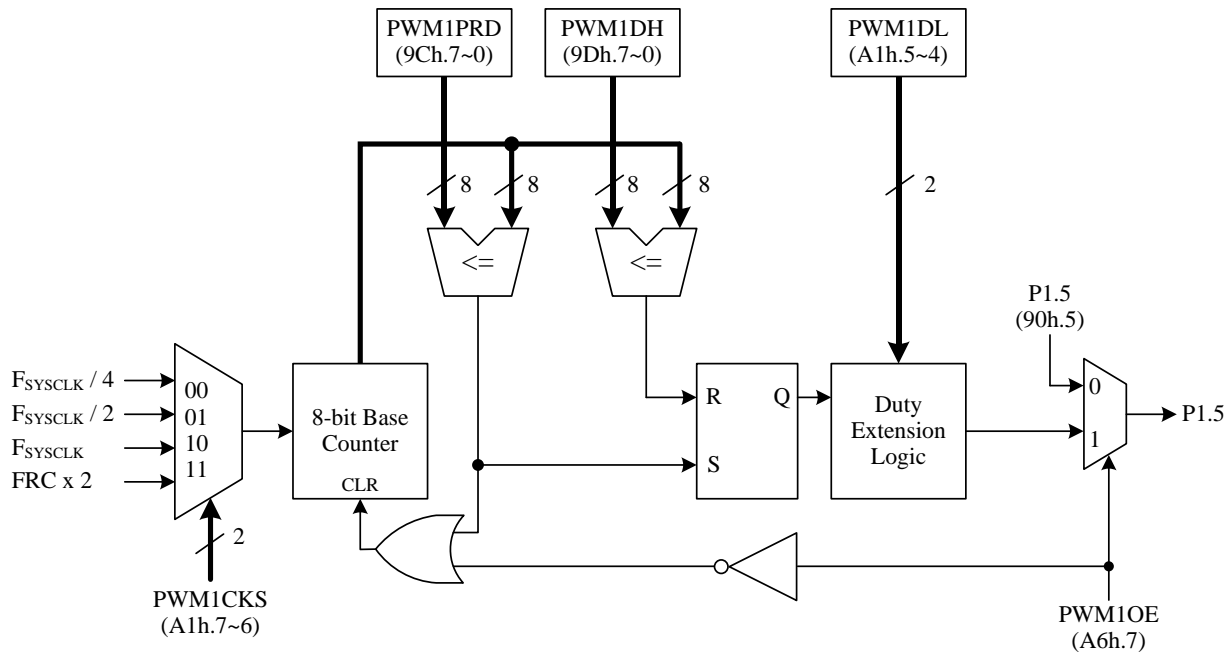 PWM1PRD
(9Ch.7~0)
PWM1DH
(9Dh.7~0)
PWM1DL
(A1h.5~4)
8
8
8
8
2
<=
<=
P1.5
(90h.5)
FSYSCLK / 4
FSYSCLK / 2
FSYSCLK
FRC x 2
00
01
10
11
8-bit Base
Counter
CLR
R
Q
S
Duty
Extension
Logic
0
1
P1.5
2
PWM1CKS
(A1h.7~6)
PWM1OE
(A6h.7)